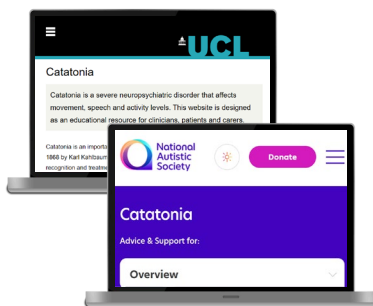 UCL
Catatonia
Catatonia is a severe neuropsychiatric disorder that affects
movement, speech and activity levels. This website is designed
as an educational resource for clinicians, patients and carers.
Catatonia is an importa
1868 by Karl Kahlbaum
recognition and treatme
National
Autistic
Society
Donate
Catatonia
Advice & Support for:
Overview